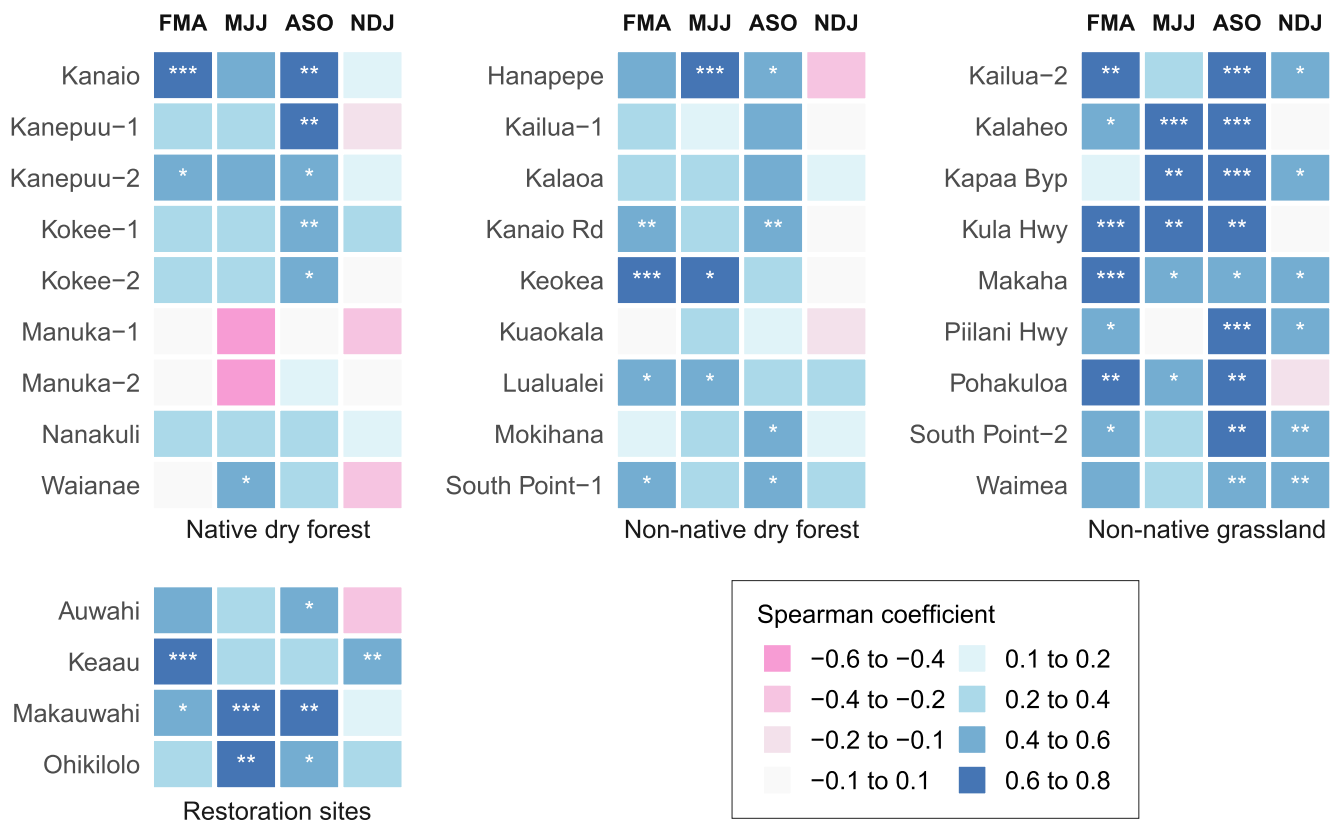 FMA MJJ ASO NDJ
Kanaio *** **
Kanepuu−1 **
Kanepuu−2 * *
Kokee−1 **
Kokee−2 *
Manuka−1
Manuka−2
Nanakuli
Waianae *
Native dry forest
FMA MJJ ASO NDJ
Hanapepe *** *
Kailua−1
Kalaoa
Kanaio Rd ** **
Keokea *** *
Kuaokala
Lualualei * *
Mokihana *
South Point−1 * *
Non-native dry forest
FMA MJJ ASO NDJ
Kailua−2 ** *** *
Kalaheo * *** ***
Kapaa Byp ** *** *
Kula Hwy *** ** **
Makaha *** * * *
Piilani Hwy * *** *
Pohakuloa ** * **
South Point−2 * ** **
Waimea ** **
Non-native grassland
Auwahi *
Keaau *** **
Makauwahi * *** **
Ohikilolo ** *
Restoration sites
Spearman coefficient
−0.6 to −0.4
−0.4 to −0.2
−0.2 to −0.1
−0.1 to 0.1
0.1 to 0.2
0.2 to 0.4
0.4 to 0.6
0.6 to 0.8